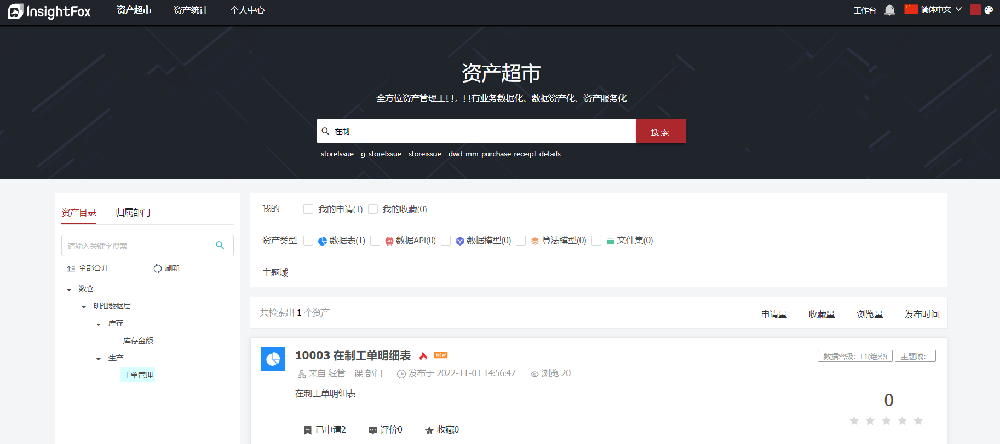 InsightFox 资产超市 资产统计 个人中心 工作台 简体中文
资产超市
全方位资产管理工具，具有业务数据化、数据资产化、资产服务化
在制 搜 索
storeIssue g_storeIssue storeissue dwd_mm_purchase_receipt_details
资产目录 归属部门
请输入关键字搜索
全部合并 刷新
数仓
明细数据层
库存
库存金额
生产
工单管理
我的 我的申请(1) 我的收藏(0)
资产类型 数据表(1) API 数据API(0) 数据模型(0) 算法模型(0) 文件集(0)
主题域
共检索出 1 个资产 申请量 收藏量 浏览量 发布时间
10003 在制工单明细表 NEW 数据密级：L1(绝密) 主题域：
来自 经管一课 部门 发布于 2022-11-01 14:56:47 浏览 20
在制工单明细表
0
已申请2 评价0 收藏0